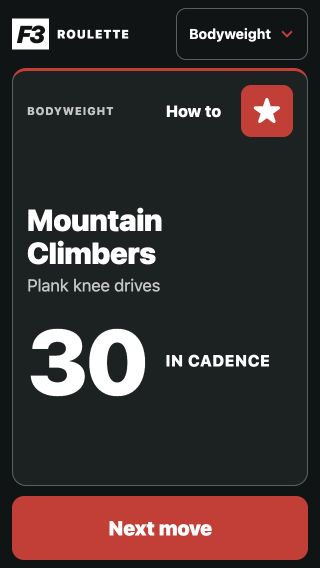 F3 ROULETTE
Bodyweight
BODYWEIGHT
How to
Mountain
Climbers
Plank knee drives
30 IN CADENCE
Next move